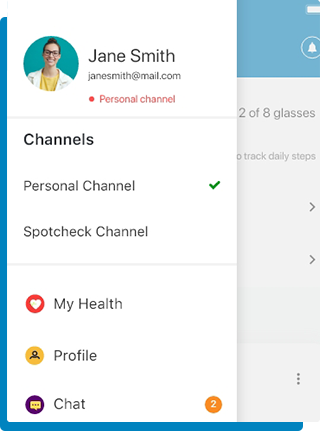 Jane Smith
janesmith@mail.com
Personal channel
2 of 8 glasses
Channels
to track daily steps
Personal Channel
Spotcheck Channel
My Health
Profile
Chat
2